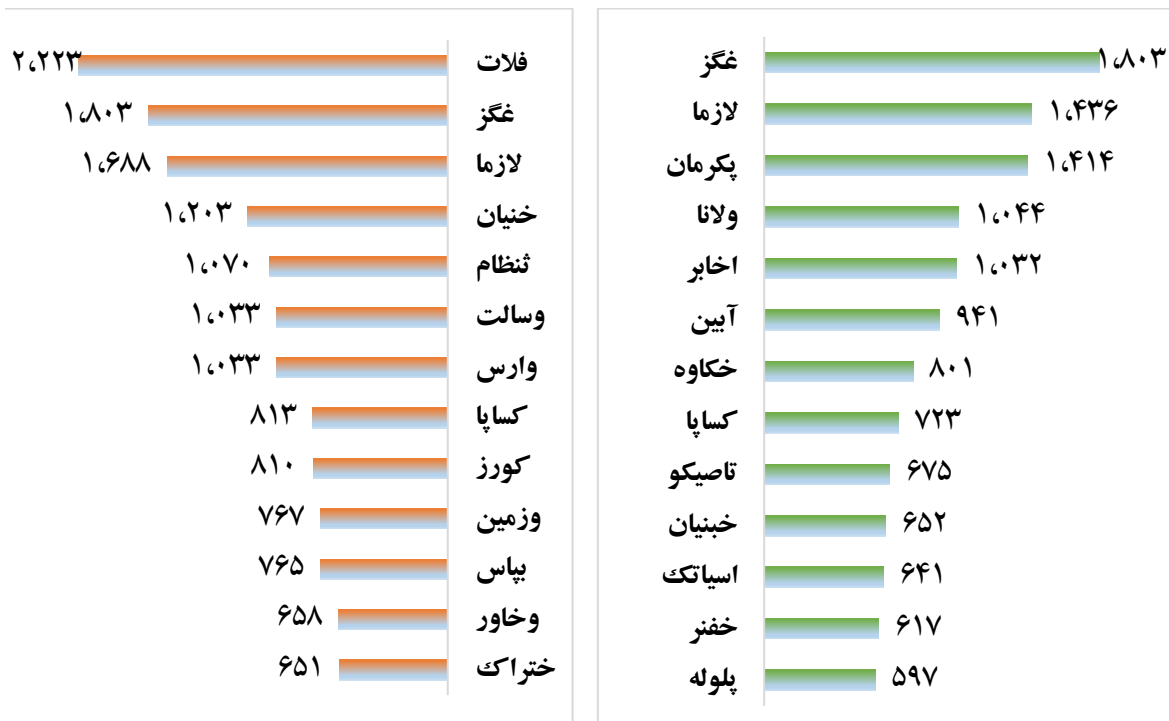 غگز ۱،۸۰۳
لازما ۱،۴۳۶
پکرمان ۱،۴۱۴
ولانا ۱،۰۴۴
اخابر ۱،۰۳۲
آبین ۹۴۱
خکاوه ۸۰۱
کساپا ۷۲۳
تاصیکو ۶۷۵
خبنیان ۶۵۲
اسیاتک ۶۴۱
خفنر ۶۱۷
پلوله ۵۹۷
فلات ۲،۲۲۳
غگز ۱،۸۰۳
لازما ۱،۶۸۸
خنیان ۱،۲۰۳
ثنظام ۱،۰۷۰
وسالت ۱،۰۳۳
وارس ۱،۰۳۳
کساپا ۸۱۳
کورز ۸۱۰
وزمین ۷۶۷
بپاس ۷۶۵
وخاور ۶۵۸
ختراک ۶۵۱